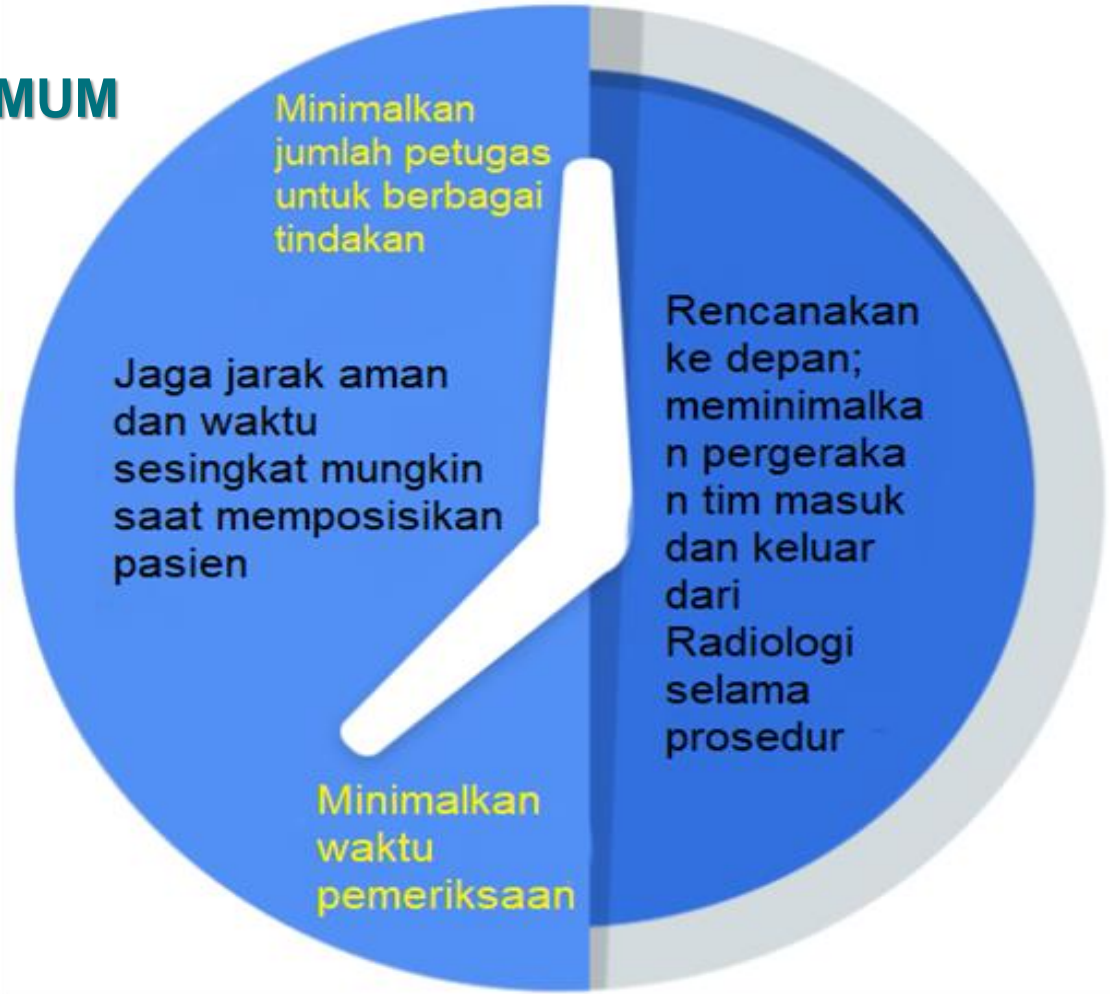 MUM
Minimalkan
jumlah petugas
untuk berbagai
tindakan
Jaga jarak aman
dan waktu
sesingkat mungkin
saat memposisikan
pasien
Minimalkan
waktu
pemeriksaan
Rencanakan
ke depan;
meminimalka
n pergeraka
n tim masuk
dan keluar
dari
Radiologi
selama
prosedur